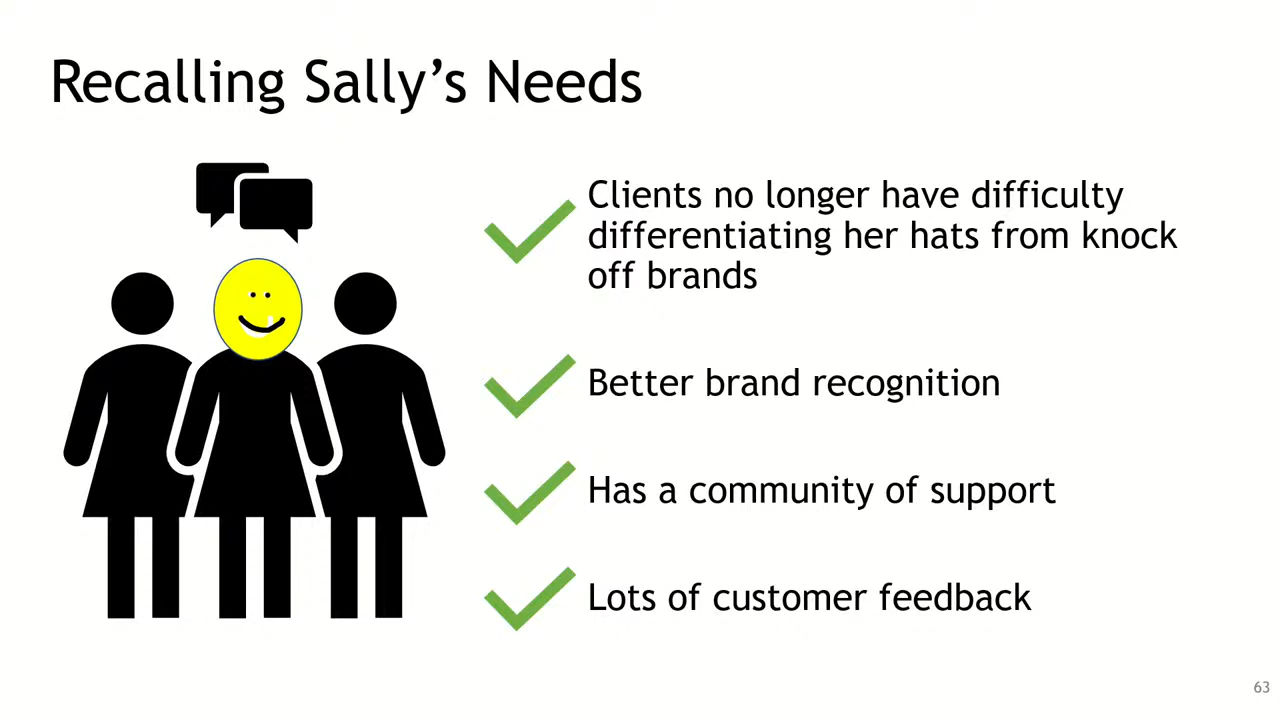 Recalling Sally’s Needs
Clients no longer have difficulty
differentiating her hats from knock
off brands
Better brand recognition
Has a community of support
Lots of customer feedback
63